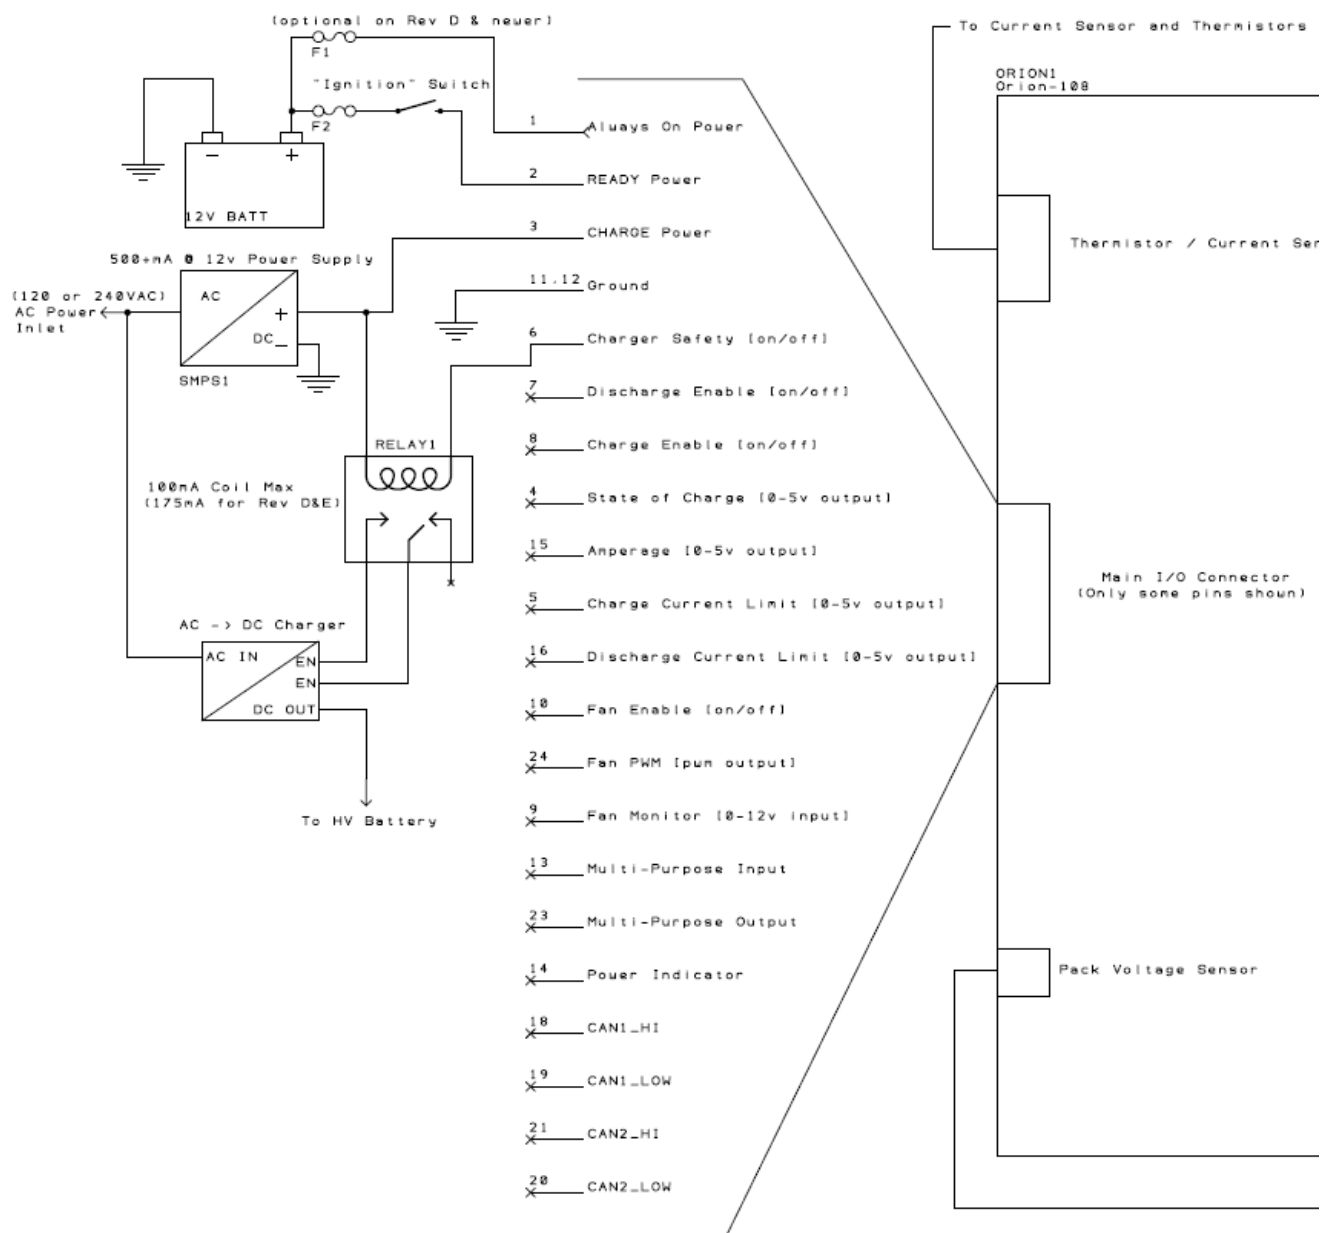 (optional on Rev D & newer)
F1
"Ignition" Switch
F2
- +
12V BATT
500+mA @ 12v Power Supply
(120 or 240VAC)
AC Power
Inlet
AC
+
DC
-
SMPS1
RELAY1
100mA Coil Max
(175mA for Rev D&E)
AC -> DC Charger
AC IN
EN
EN
DC OUT
To HV Battery
1 Always On Power
2 READY Power
3 CHARGE Power
11,12 Ground
6 Charger Safety [on/off]
7 Discharge Enable [on/off]
8 Charge Enable [on/off]
4 State of Charge [0-5v output]
15 Amperage [0-5v output]
5 Charge Current Limit [0-5v output]
16 Discharge Current Limit [0-5v output]
10 Fan Enable [on/off]
24 Fan PWM [pwm output]
9 Fan Monitor [0-12v input]
13 Multi-Purpose Input
23 Multi-Purpose Output
14 Power Indicator
18 CAN1_HI
19 CAN1_LOW
21 CAN2_HI
20 CAN2_LOW
To Current Sensor and Thermistors
ORION1
Orion-108
Thermistor / Current Sen
Main I/O Connector
(Only some pins shown)
Pack Voltage Sensor